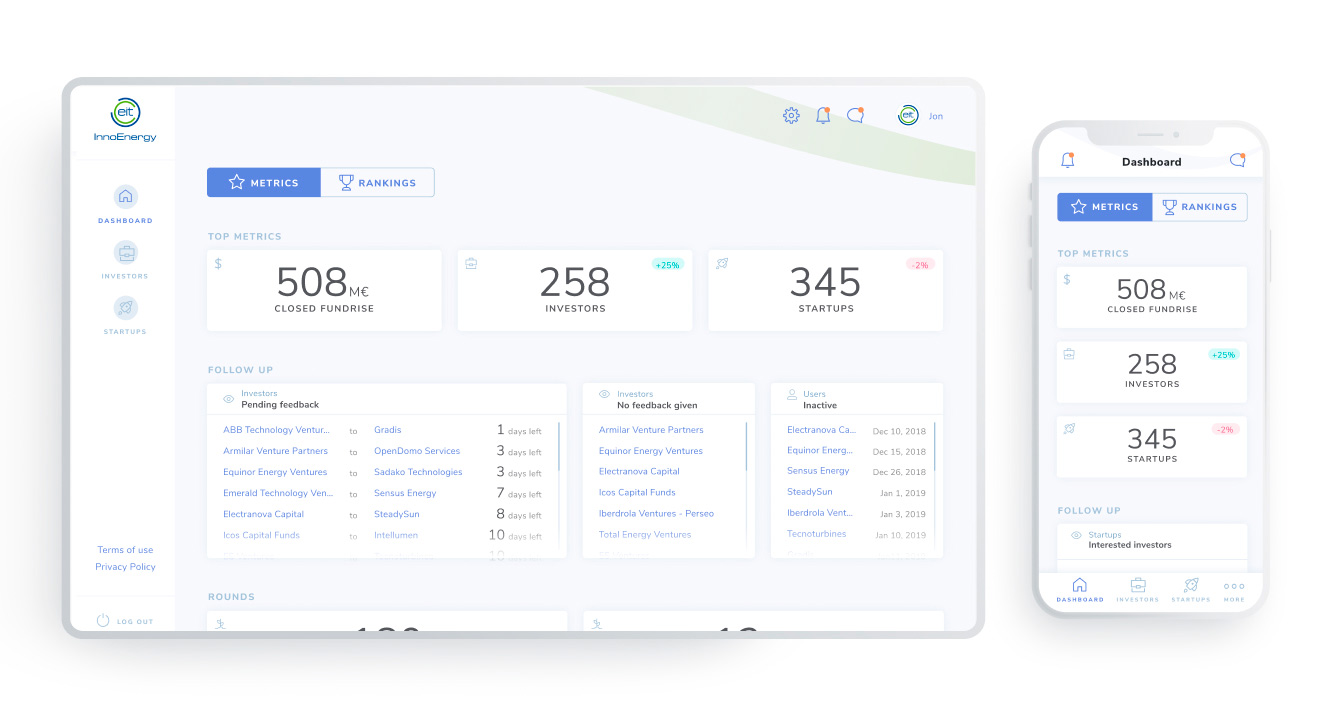 eit
InnoEnergy
DASHBOARD
INVESTORS
STARTUPS
Terms of use
Privacy Policy
LOG OUT
eit Jon
METRICS RANKINGS
TOP METRICS
$
508 M€
CLOSED FUNDRISE
+25%
258
INVESTORS
-2%
345
STARTUPS
FOLLOW UP
Investors
Pending feedback
ABB Technology Ventur... to Gradis 1 days left
Armilar Venture Partners to OpenDomo Services 3 days left
Equinor Energy Ventures to Sadako Technologies 3 days left
Emerald Technology Ven... to Sensus Energy 7 days left
Electranova Capital to SteadySun 8 days left
Icos Capital Funds to Intellumen 10 days left
Investors
No feedback given
Armilar Venture Partners
Equinor Energy Ventures
Electranova Capital
Icos Capital Funds
Iberdrola Ventures - Perseo
Total Energy Ventures
Users
Inactive
Electranova Ca... Dec 10, 2018
Equinor Energ... Dec 15, 2018
Sensus Energy Dec 26, 2018
SteadySun Jan 1, 2019
Iberdrola Vent... Jan 3, 2019
Tecnoturbines Jan 10, 2019
ROUNDS
Dashboard
METRICS RANKINGS
TOP METRICS
$
508 M€
CLOSED FUNDRISE
+25%
258
INVESTORS
-2%
345
STARTUPS
FOLLOW UP
Startups
Interested investors
DASHBOARD INVESTORS STARTUPS MORE